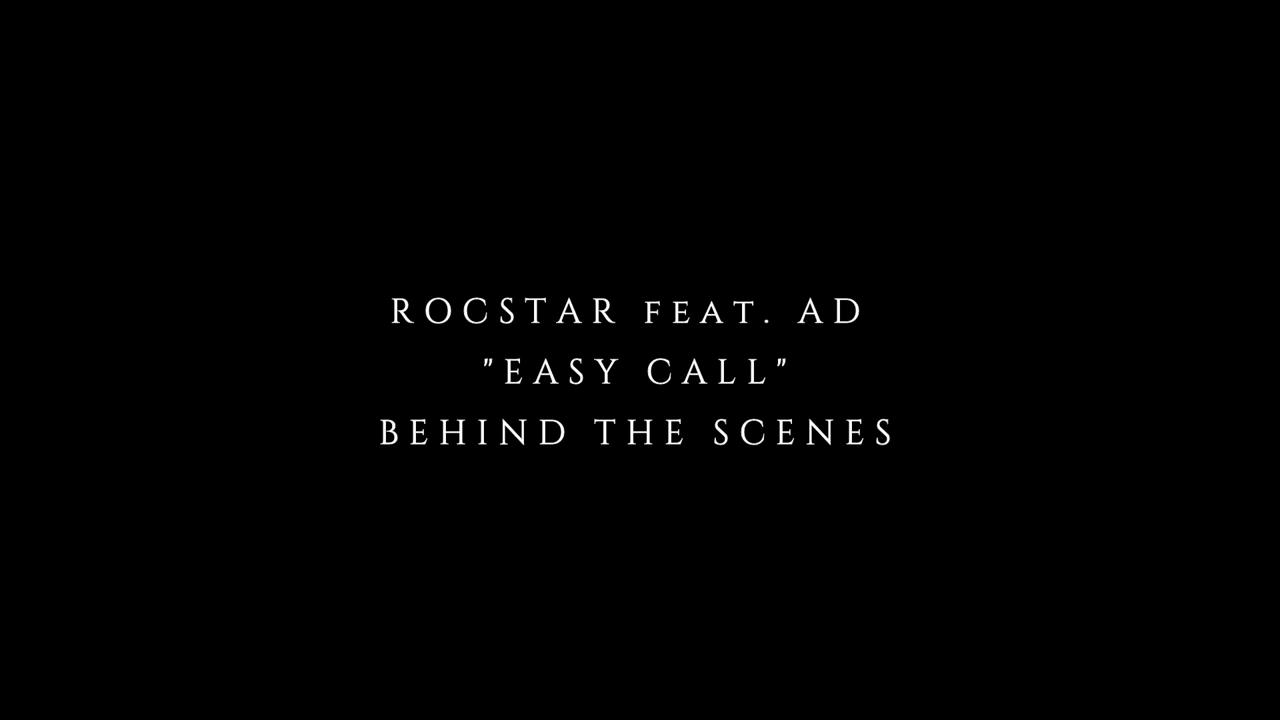 ROCSTAR FEAT. AD
"EASY CALL"
BEHIND THE SCENES